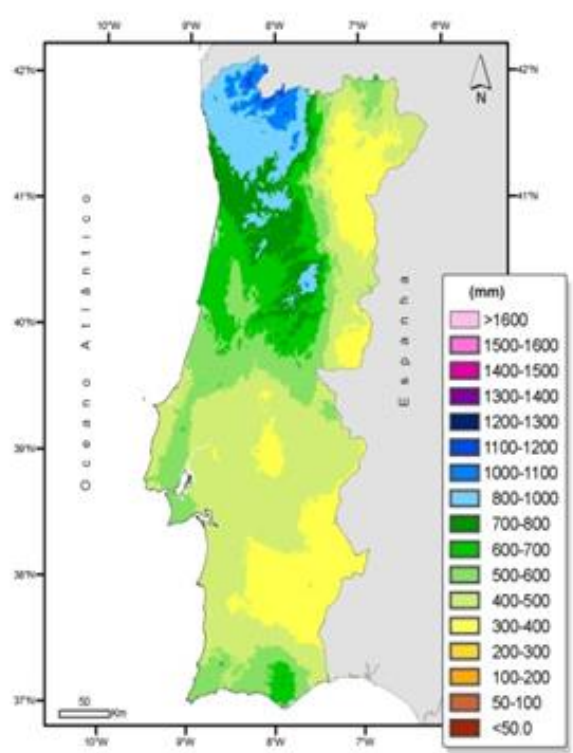 10°W 9°W 8°W 7°W 6°W
42°N 42°N
N
41°N 41°N
Oceano Atlântico
Espanha
40°N
39°N
38°N
37°N
50
Km
10°W 9°W 8°W 7°W
(mm)
>1600
1500-1600
1400-1500
1300-1400
1200-1300
1100-1200
1000-1100
800-1000
700-800
600-700
500-600
400-500
300-400
200-300
100-200
50-100
<50.0